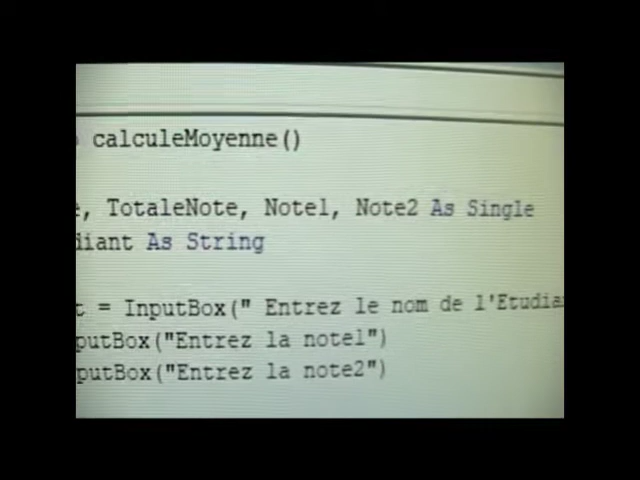 calculeMoyenne()
, TotaleNote, Note1, Note2 As Single
diant As String
t = InputBox(" Entrez le nom de l'Etudia
putBox("Entrez la note1")
putBox("Entrez la note2")